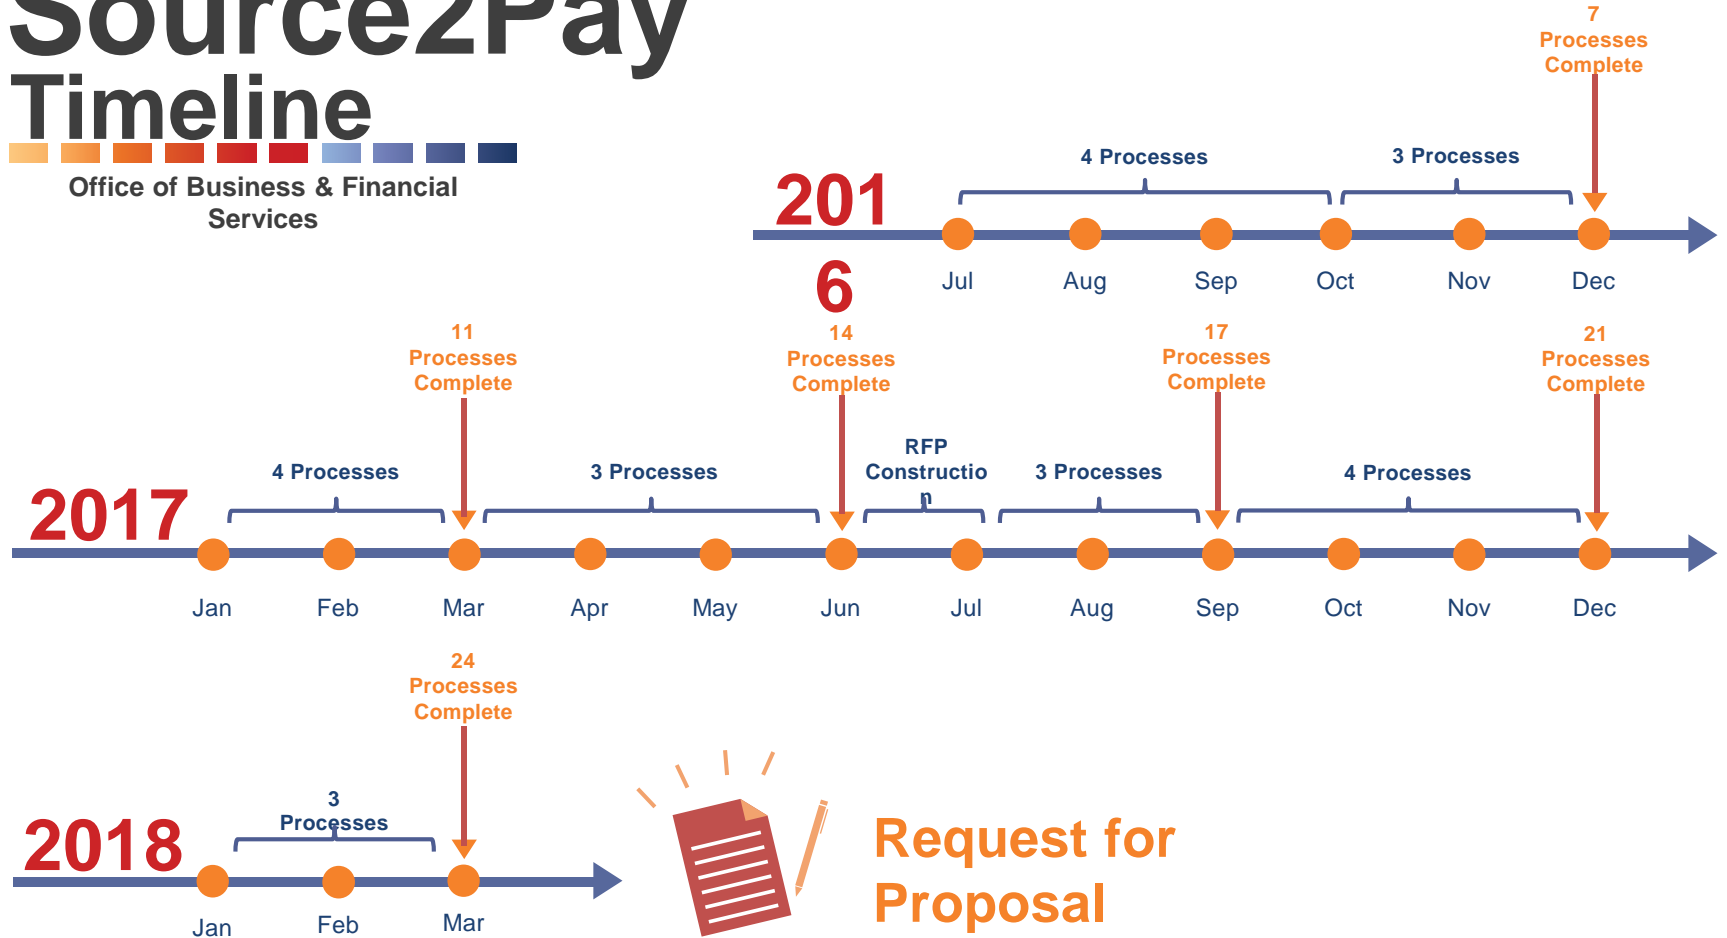 Source2Pay
Timeline
Office of Business & Financial
Services
7
Processes
Complete
4 Processes
3 Processes
201
6
Jul
Aug
Sep
Oct
Nov
Dec
11
Processes
Complete
14
Processes
Complete
17
Processes
Complete
21
Processes
Complete
4 Processes
3 Processes
RFP
Constructio
n
3 Processes
4 Processes
2017
Jan
Feb
Mar
Apr
May
Jun
Jul
Aug
Sep
Oct
Nov
Dec
24
Processes
Complete
3
Processes
2018
Jan
Feb
Mar
Request for
Proposal